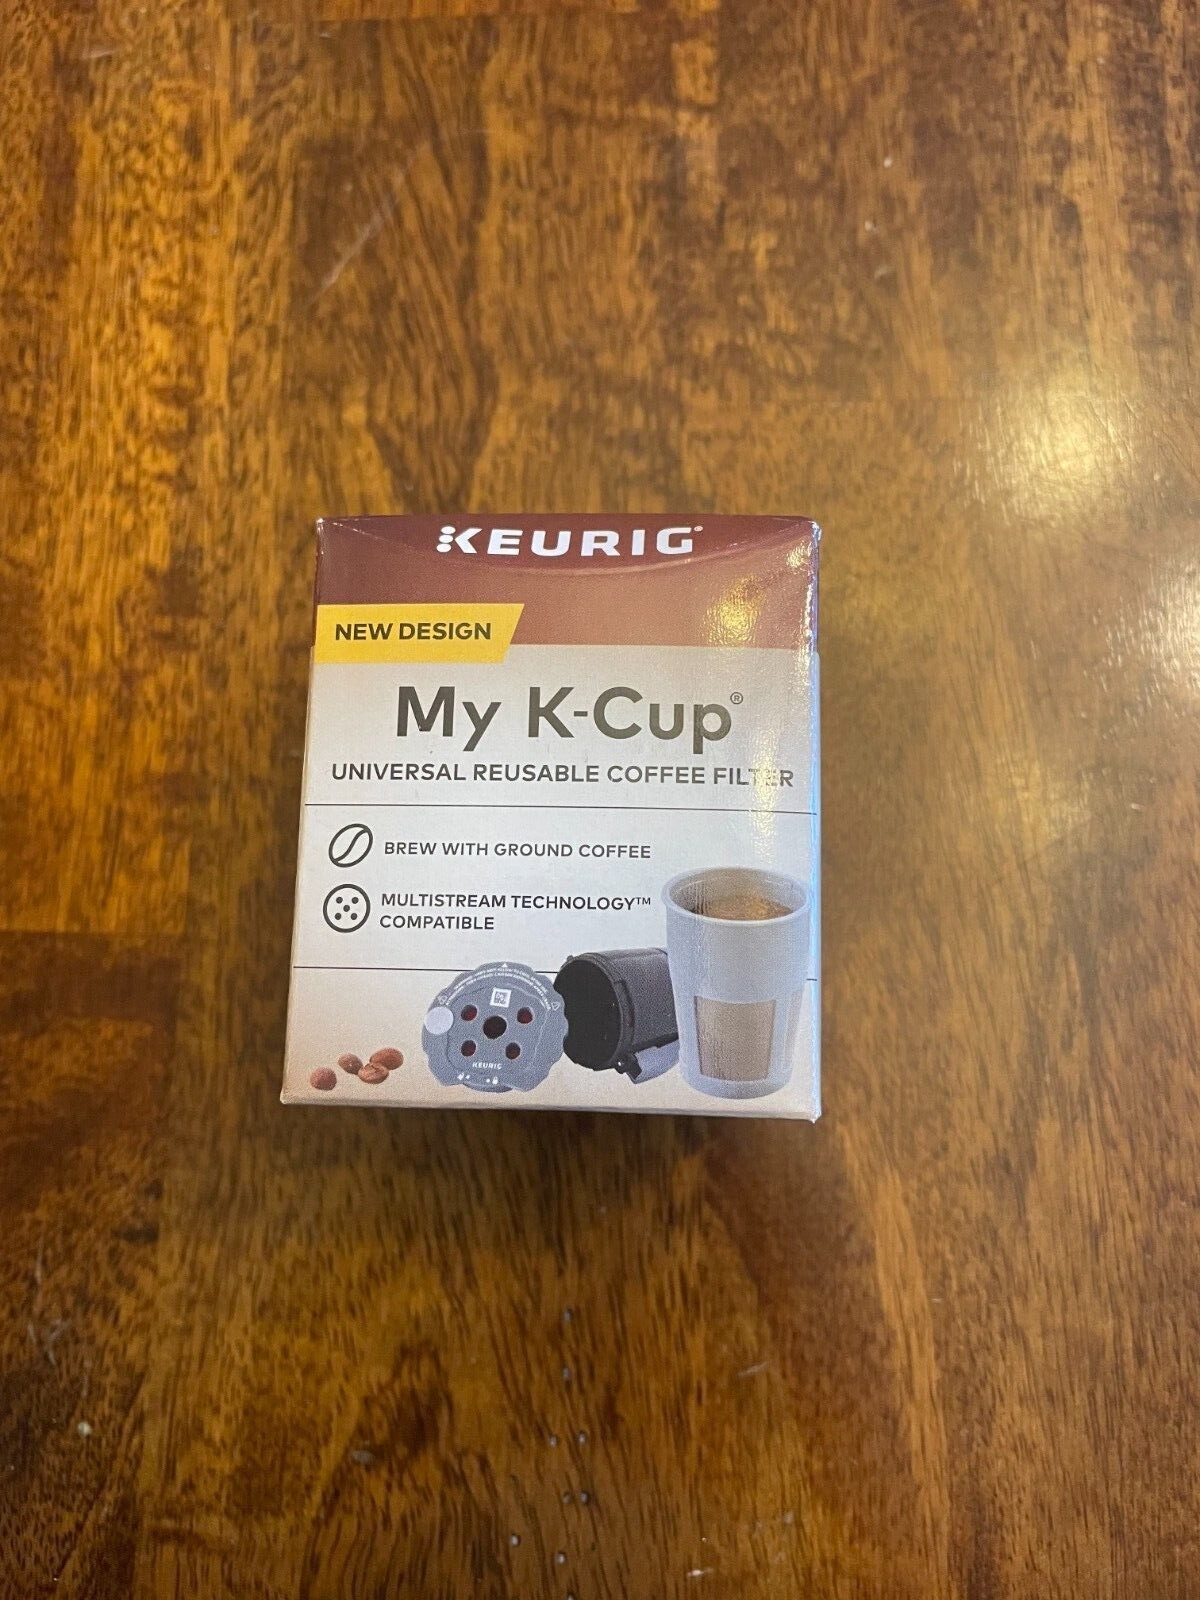 KEURIG®
NEW DESIGN
My K-Cup®
UNIVERSAL REUSABLE COFFEE FILTER
BREW WITH GROUND COFFEE
MULTISTREAM TECHNOLOGY™
COMPATIBLE
KEURIG